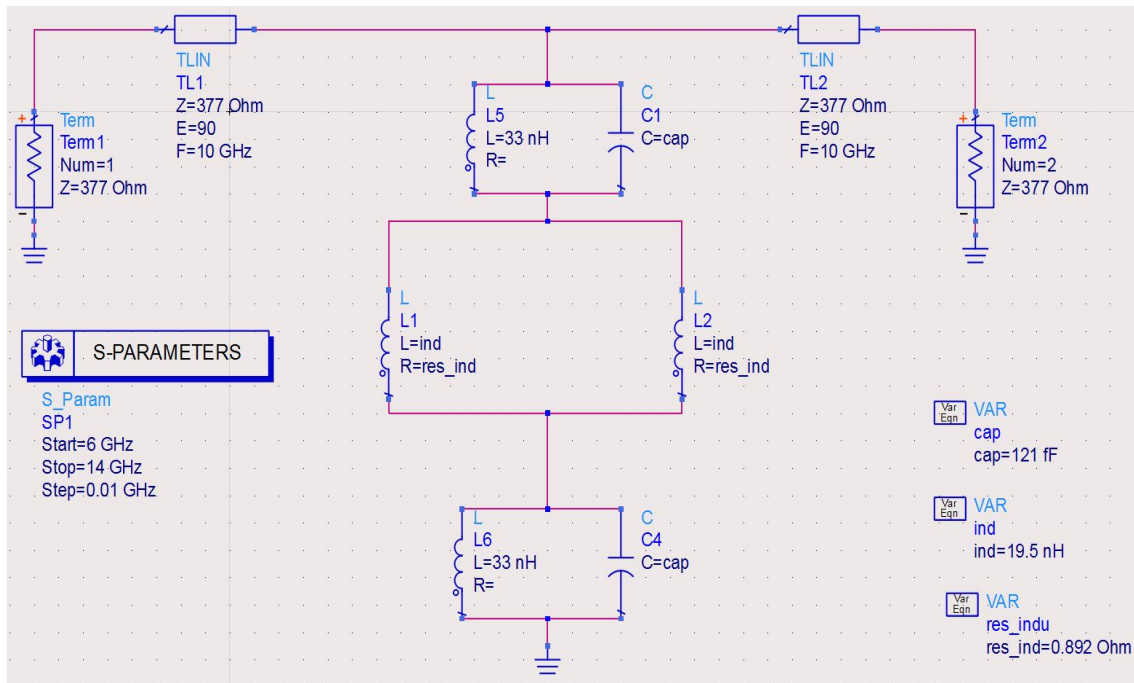 TLIN
TL1
Z=377 Ohm
E=90
F=10 GHz
TLIN
TL2
Z=377 Ohm
E=90
F=10 GHz
L
L5
L=33 nH
R=
C
C1
C=cap
+
Term
Term1
Num=1
Z=377 Ohm
-
+
Term
Term2
Num=2
Z=377 Ohm
-
L
L1
L=ind
R=res_ind
L
L2
L=ind
R=res_ind
S-PARAMETERS
S_Param
SP1
Start=6 GHz
Stop=14 GHz
Step=0.01 GHz
Var
Eqn
VAR
cap
cap=121 fF
Var
Eqn
VAR
ind
ind=19.5 nH
L
L6
L=33 nH
R=
C
C4
C=cap
Var
Eqn
VAR
res_indu
res_ind=0.892 Ohm